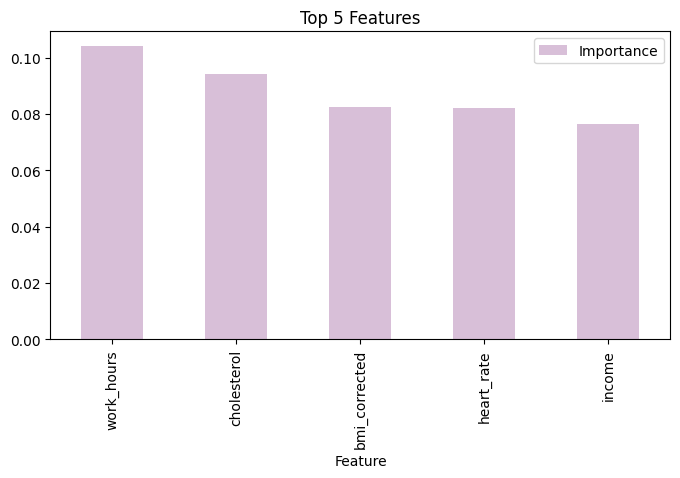 Top 5 Features
Importance
0.10
0.08
0.06
0.04
0.02
0.00
work_hours
cholesterol
bmi_corrected
heart_rate
income
Feature